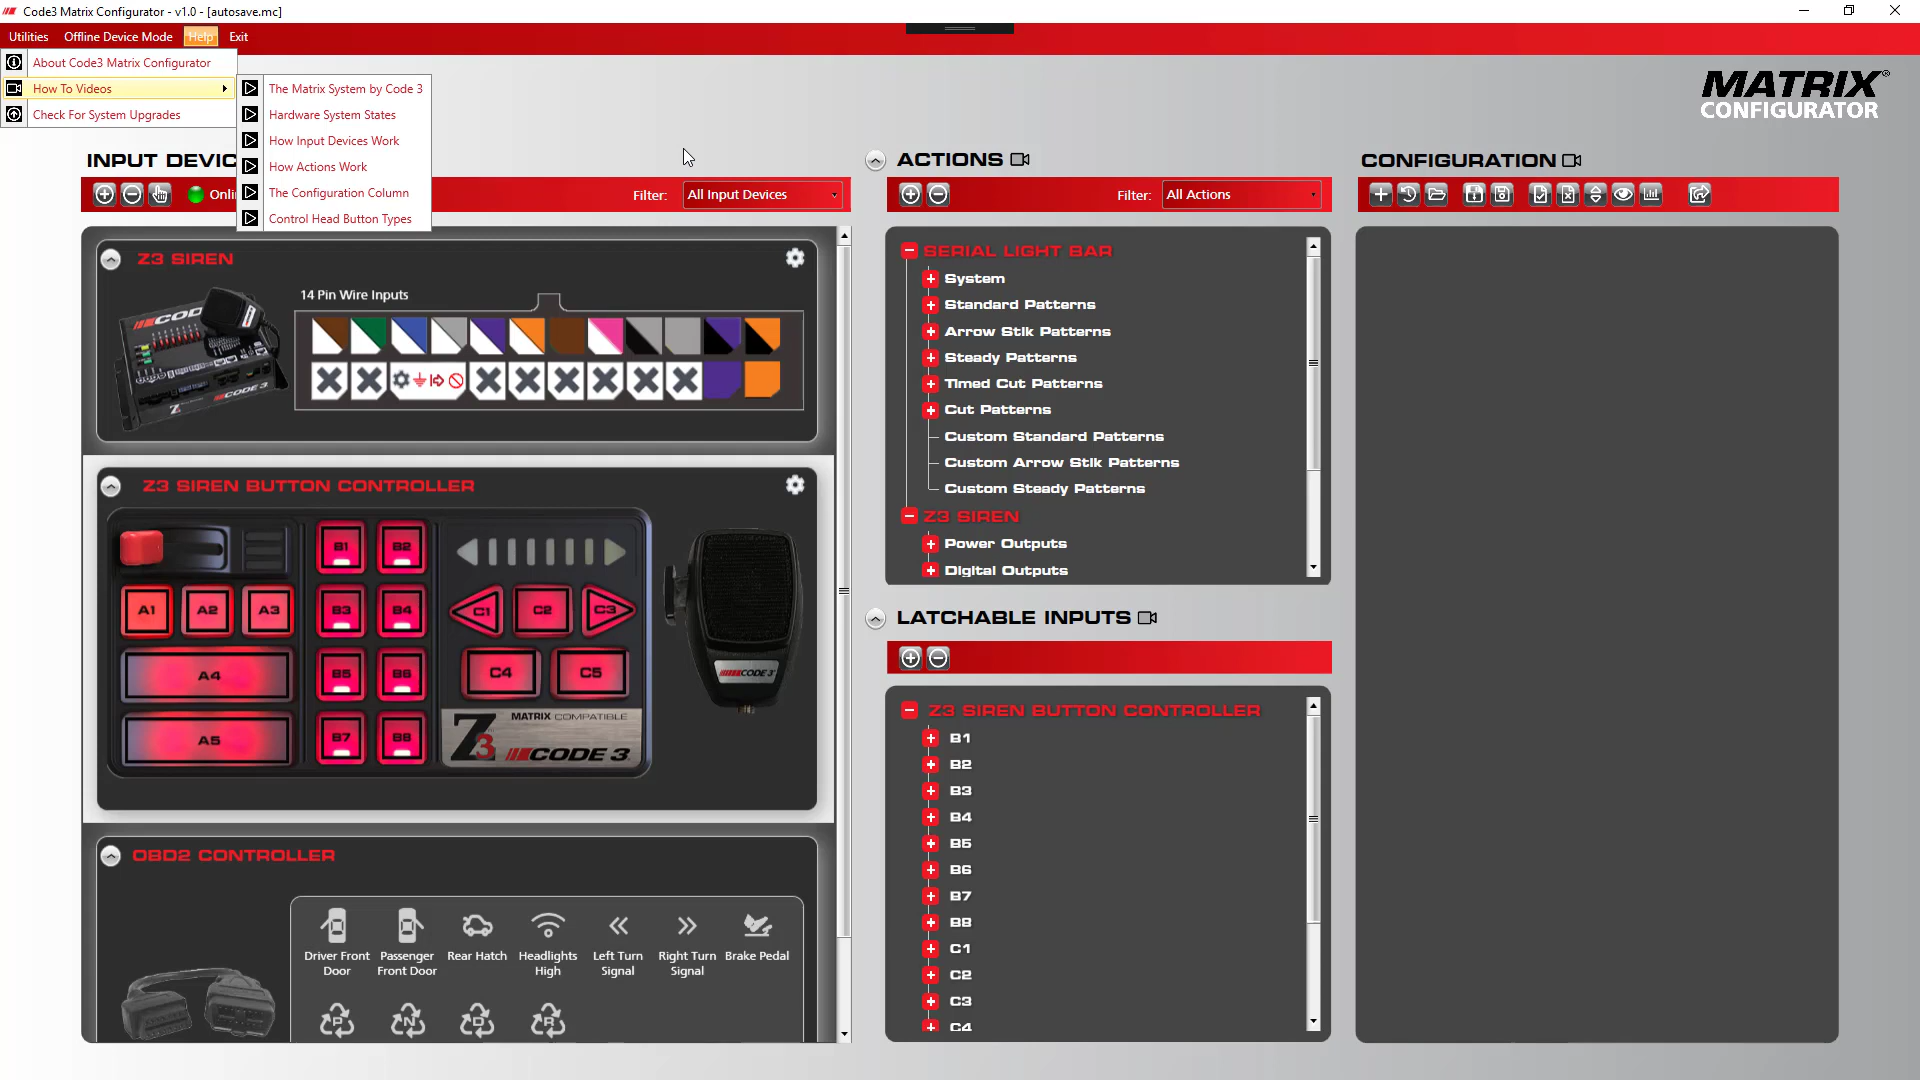 Code3 Matrix Configurator - v1.0 - [autosave.mc]
Utilities
Offline Device Mode
Help
Exit
About Code3 Matrix Configurator
How To Videos
Check For System Upgrades
The Matrix System by Code 3
Hardware System States
How Input Devices Work
How Actions Work
The Configuration Column
Control Head Button Types
MATRIX®
CONFIGURATOR
INPUT DEVIC
Onli
Filter:
All Input Devices
Z3 SIREN
14 Pin Wire Inputs
CODE 3
Z3 SIREN BUTTON CONTROLLER
B1
B2
A1
A2
A3
B3
B4
C1
C2
C3
A4
B5
B6
C4
C5
A5
B7
B8
Z3
MATRIX COMPATIBLE
CODE 3
CODE 3
OBD2 CONTROLLER
Driver Front Door
Passenger Front Door
Rear Hatch
Headlights High
Left Turn Signal
Right Turn Signal
Brake Pedal
P
N
D
R
ACTIONS
Filter:
All Actions
SERIAL LIGHT BAR
System
Standard Patterns
Arrow Stik Patterns
Steady Patterns
Timed Cut Patterns
Cut Patterns
Custom Standard Patterns
Custom Arrow Stik Patterns
Custom Steady Patterns
Z3 SIREN
Power Outputs
Digital Outputs
LATCHABLE INPUTS
Z3 SIREN BUTTON CONTROLLER
B1
B2
B3
B4
B5
B6
B7
B8
C1
C2
C3
C4
CONFIGURATION